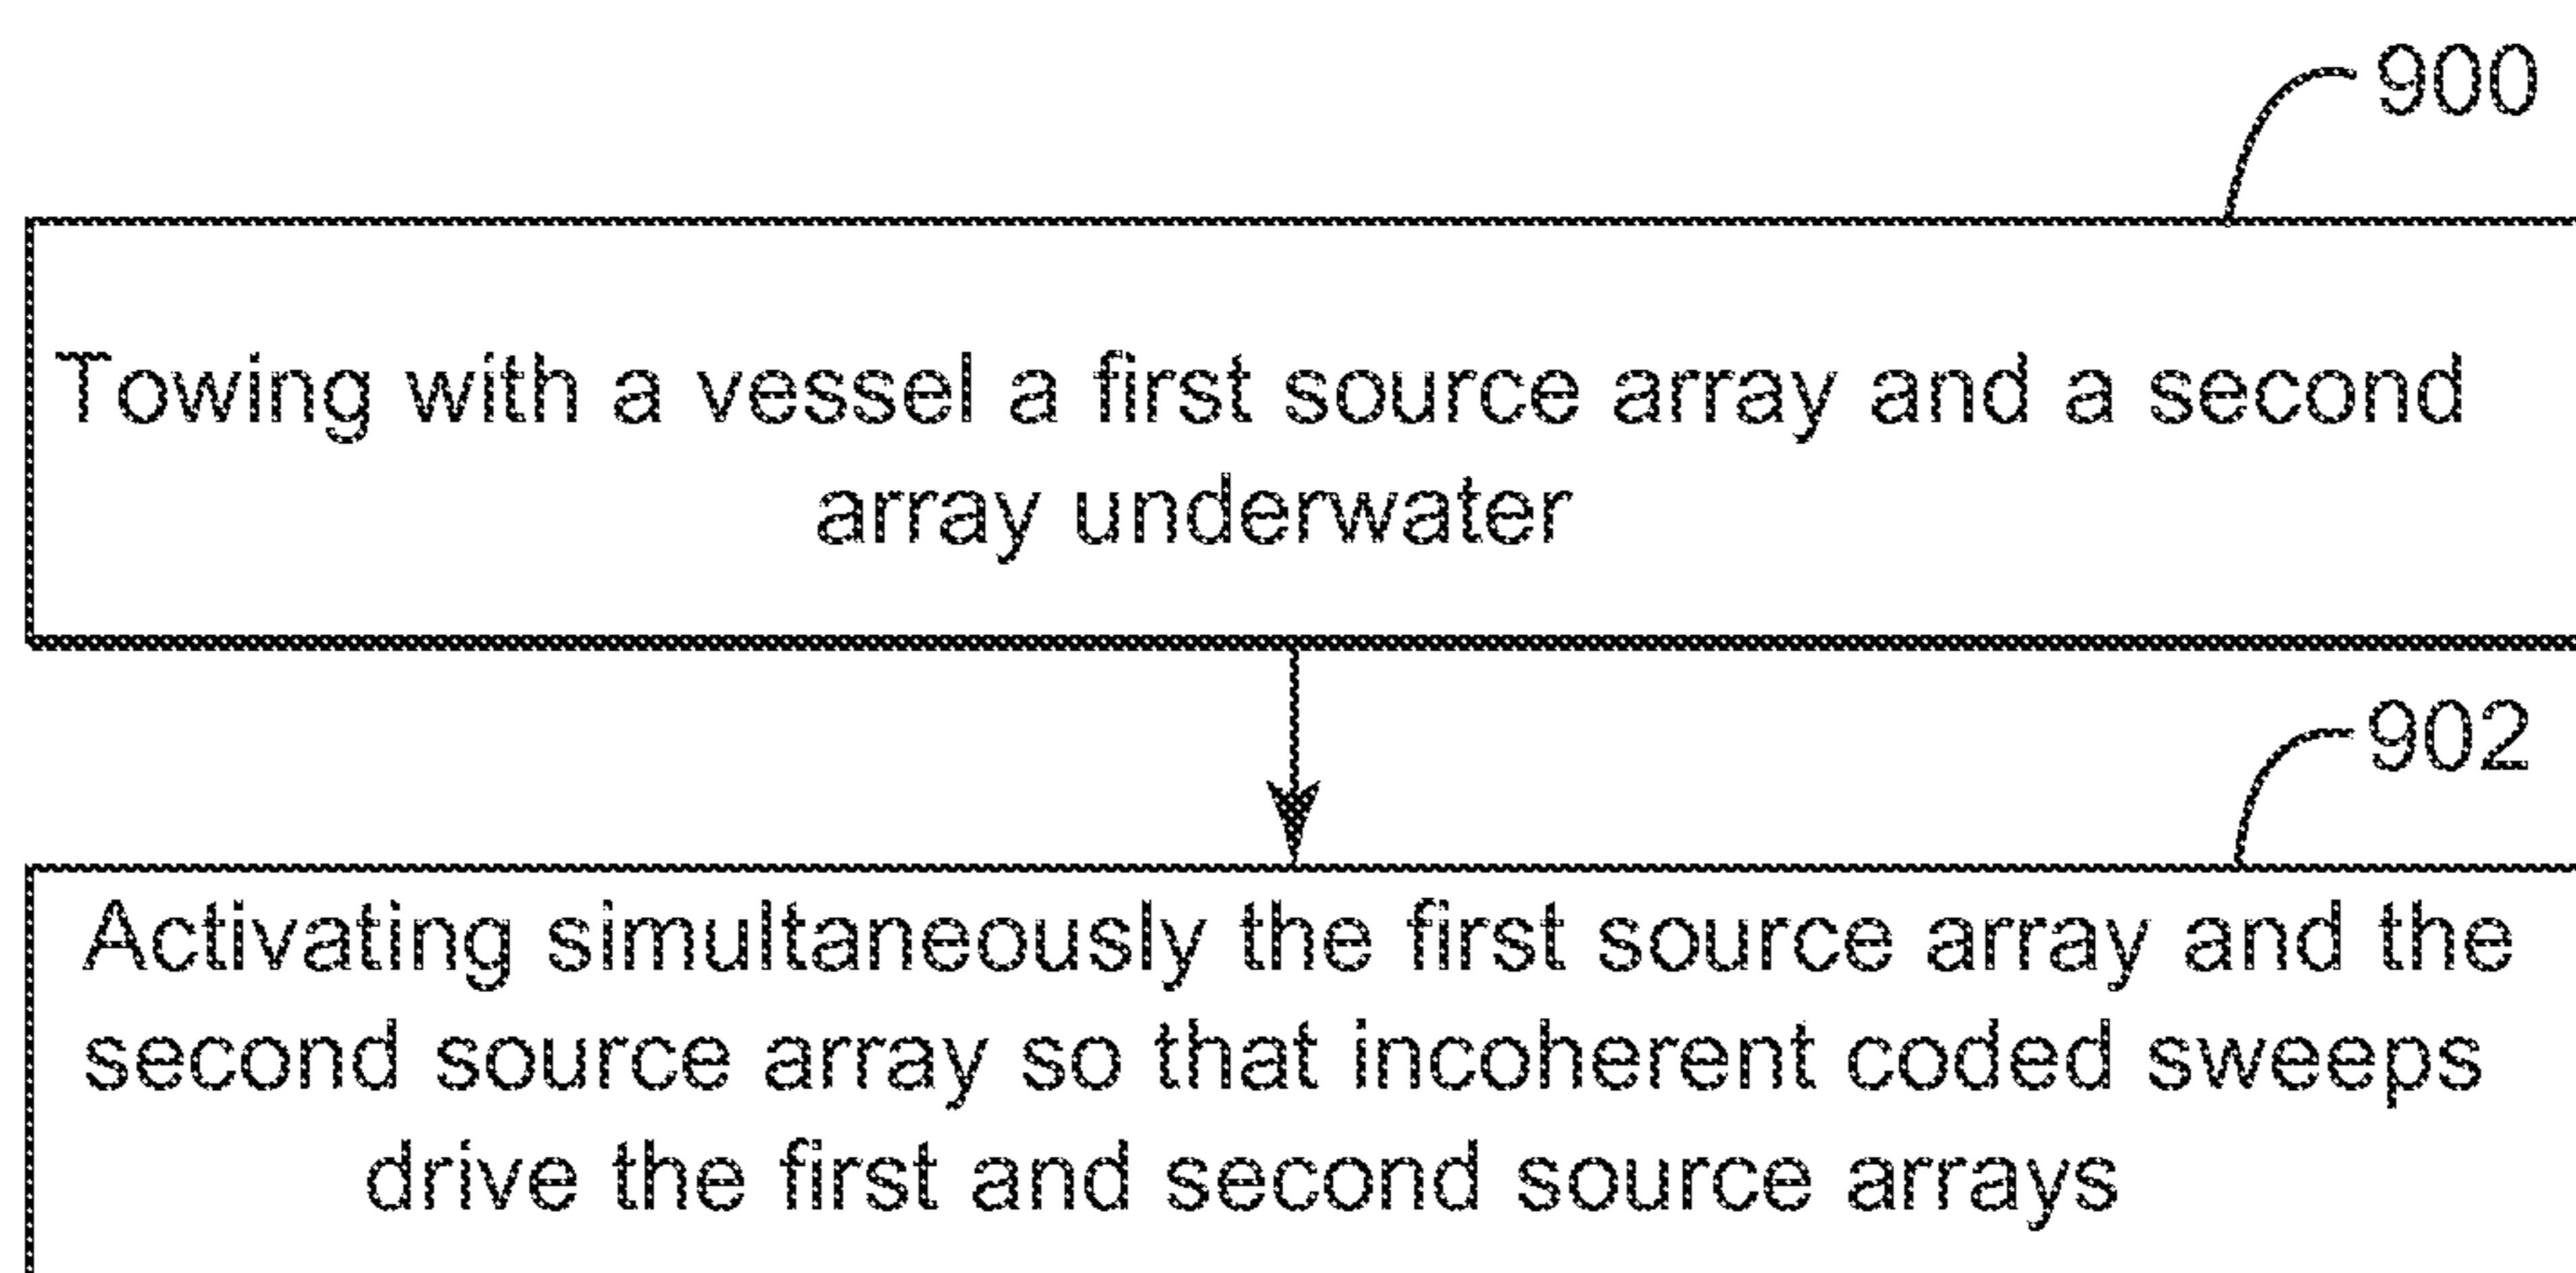 900
Towing with a vessel a first source array and a second
array underwater
902
Activating simultaneously the first source array and the
second source array so that incoherent coded sweeps
drive the first and second source arrays